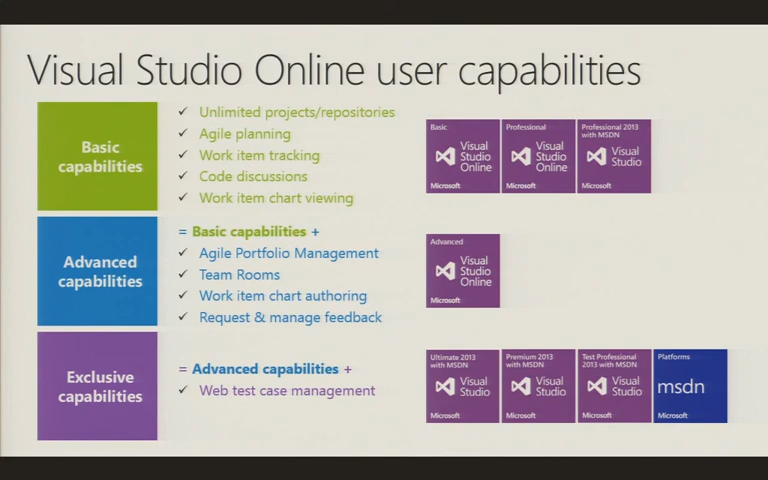 Visual Studio Online user capabilities
Basic
capabilities
✓ Unlimited projects/repositories
✓ Agile planning
✓ Work item tracking
✓ Code discussions
✓ Work item chart viewing
Basic
Visual
Studio
Online
Microsoft
Professional
Visual
Studio
Online
Microsoft
Professional 2013
with MSDN
Visual
Studio
Microsoft
Advanced
capabilities
= Basic capabilities +
✓ Agile Portfolio Management
✓ Team Rooms
✓ Work item chart authoring
✓ Request & manage feedback
Advanced
Visual
Studio
Online
Microsoft
Exclusive
capabilities
= Advanced capabilities +
✓ Web test case management
Ultimate 2013
with MSDN
Visual
Studio
Microsoft
Premium 2013
with MSDN
Visual
Studio
Microsoft
Test Professional
2013 with MSDN
Visual
Studio
Microsoft
Platforms
msdn
Microsoft